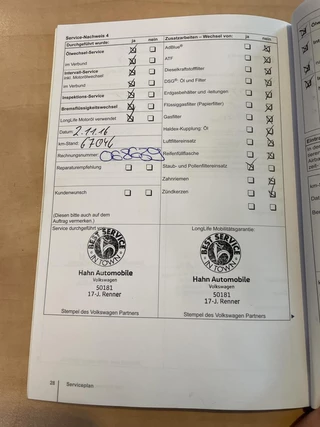 Service-Nachweis 4
Durchgeführt wurde: ja nein
Ölwechsel-Service
im Verbund
Intervall-Service
inkl. Motorölwechsel
im Verbund
Inspektions-Service
Bremsflüssigkeitswechsel
LongLife Motoröl verwendet
Datum: 2.11.16
km-Stand: 67046
Rechnungsnummer:
Reparaturempfehlung
Kundenwunsch
(Diesen bitte auch auf dem
Auftrag vermerken.)
Zusatzarbeiten – Wechsel von: ja nein
AdBlue®
ATF
Dieselkraftstofffilter
DSG®: Öl und Filter
Erdgasbehälter und -leitungen
Flüssiggasfilter (Papierfilter)
Gasfilter
Haldex-Kupplung: Öl
Luftfiltereinsatz
Reifenfüllflasche
Staub- und Pollenfiltereinsatz
Zahnriemen
Zündkerzen
Service durchgeführt von:
BEST SERVICE
IN TOWN
Hahn Automobile
Volkswagen
50181
17-J. Renner
Stempel des Volkswagen Partners
LongLife Mobilitätsgarantie:
BEST SERVICE
IN TOWN
Hahn Automobile
Volkswagen
50181
17-J. Renner
Stempel des Volkswagen Partners
28 Serviceplan